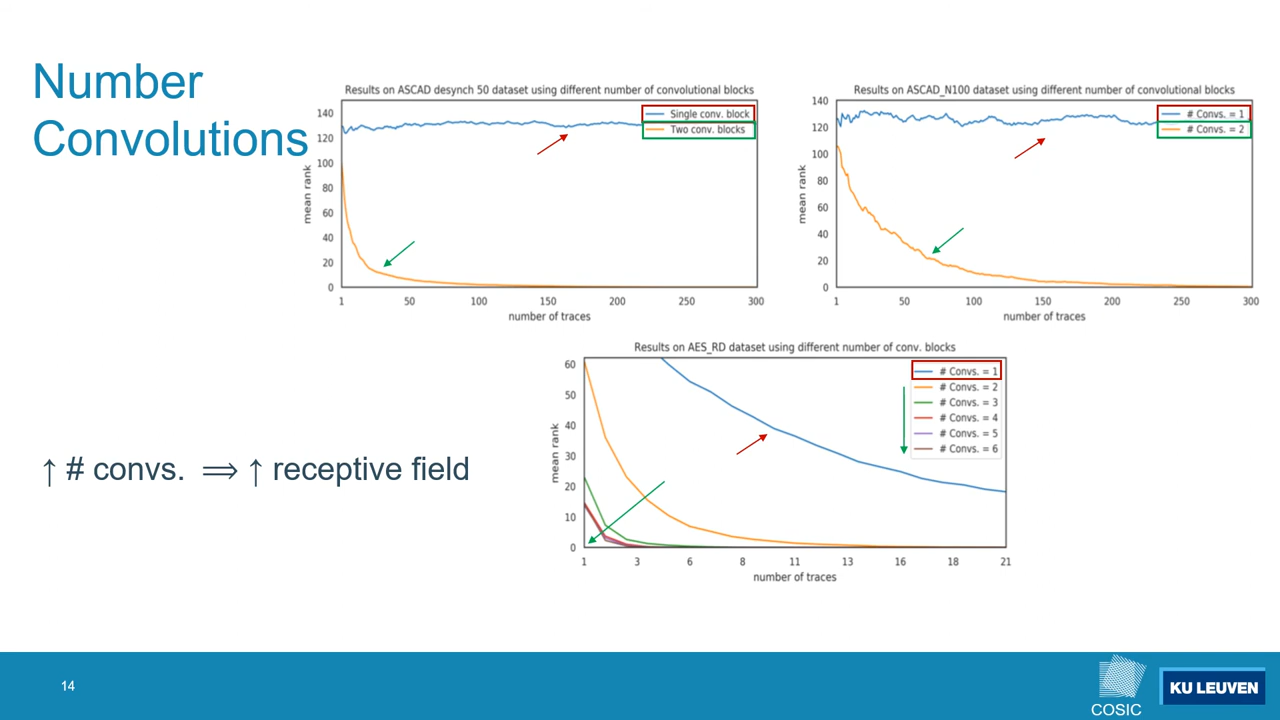 Number
Convolutions
Results on ASCAD desynch 50 dataset using different number of convolutional blocks
140
120
100
80
60
40
20
0
mean rank
Single conv. block
Two conv. blocks
1 50 100 150 200 250 300
number of traces
Results on ASCAD_N100 dataset using different number of convolutional blocks
140
120
100
80
60
40
20
0
mean rank
# Convs. = 1
# Convs. = 2
1 50 100 150 200 250 300
number of traces
↑ # convs. ⟹ ↑ receptive field
Results on AES_RD dataset using different number of conv. blocks
60
50
40
30
20
10
0
mean rank
# Convs. = 1
# Convs. = 2
# Convs. = 3
# Convs. = 4
# Convs. = 5
# Convs. = 6
1 3 6 8 11 13 16 18 21
number of traces
14
COSIC
KU LEUVEN